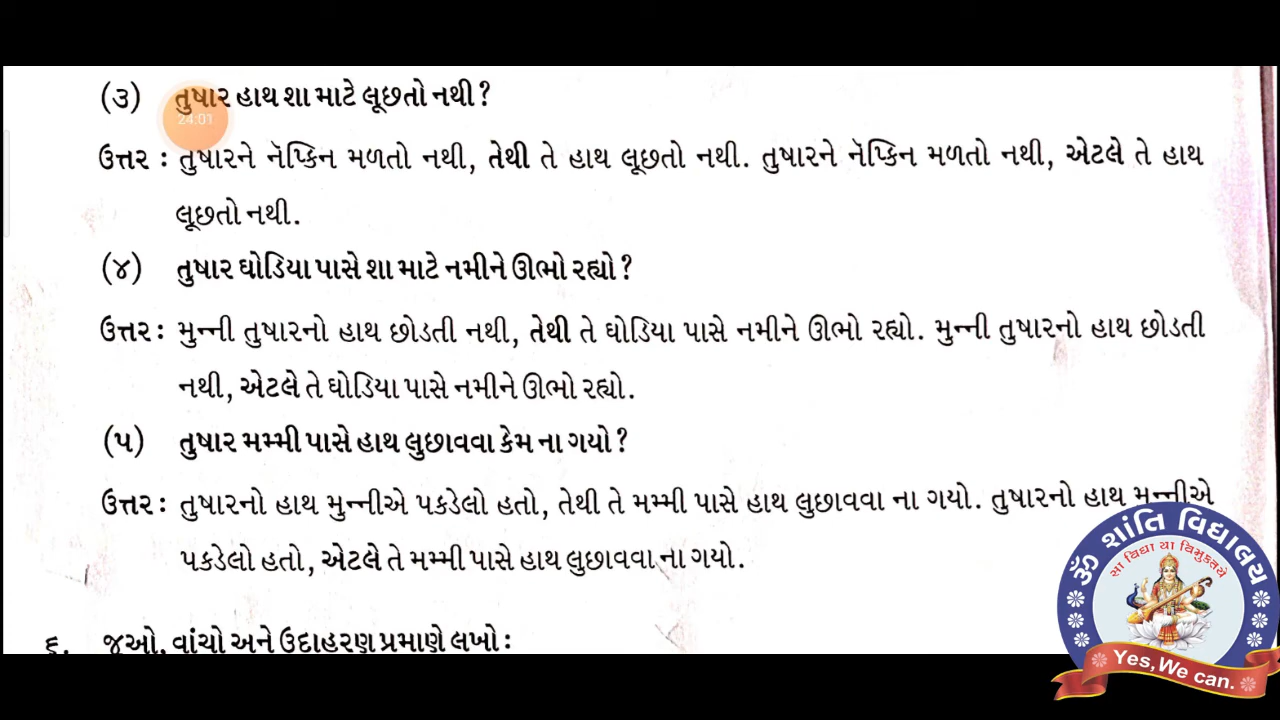 (૩) તુષાર હાથ શા માટે લૂછતો નથી?
24:01
ઉત્તર : તુષારને નૅપ્કિન મળતો નથી, તેથી તે હાથ લૂછતો નથી. તુષારને નૅપ્કિન મળતો નથી, એટલે તે હાથ
લૂછતો નથી.
(૪) તુષાર ઘોડિયા પાસે શા માટે નમીને ઊભો રહ્યો?
ઉત્તર : મુન્ની તુષારનો હાથ છોડતી નથી, તેથી તે ઘોડિયા પાસે નમીને ઊભો રહ્યો. મુન્ની તુષારનો હાથ છોડતી
નથી, એટલે તે ઘોડિયા પાસે નમીને ઊભો રહ્યો.
(૫) તુષાર મમ્મી પાસે હાથ લુછાવવા કેમ ના ગયો?
ઉત્તર : તુષારનો હાથ મુન્નીએ પકડેલો હતો, તેથી તે મમ્મી પાસે હાથ લુછાવવા ના ગયો. તુષારનો હાથ મુન્નીએ
પકડેલો હતો, એટલે તે મમ્મી પાસે હાથ લુછાવવા ના ગયો.
૬. જુઓ, વાંચો અને ઉદાહરણ પ્રમાણે લખો :
ૐ શાંતિ વિદ્યાલય
સા વિદ્યા યા વિમુક્તયે
Yes, We can.